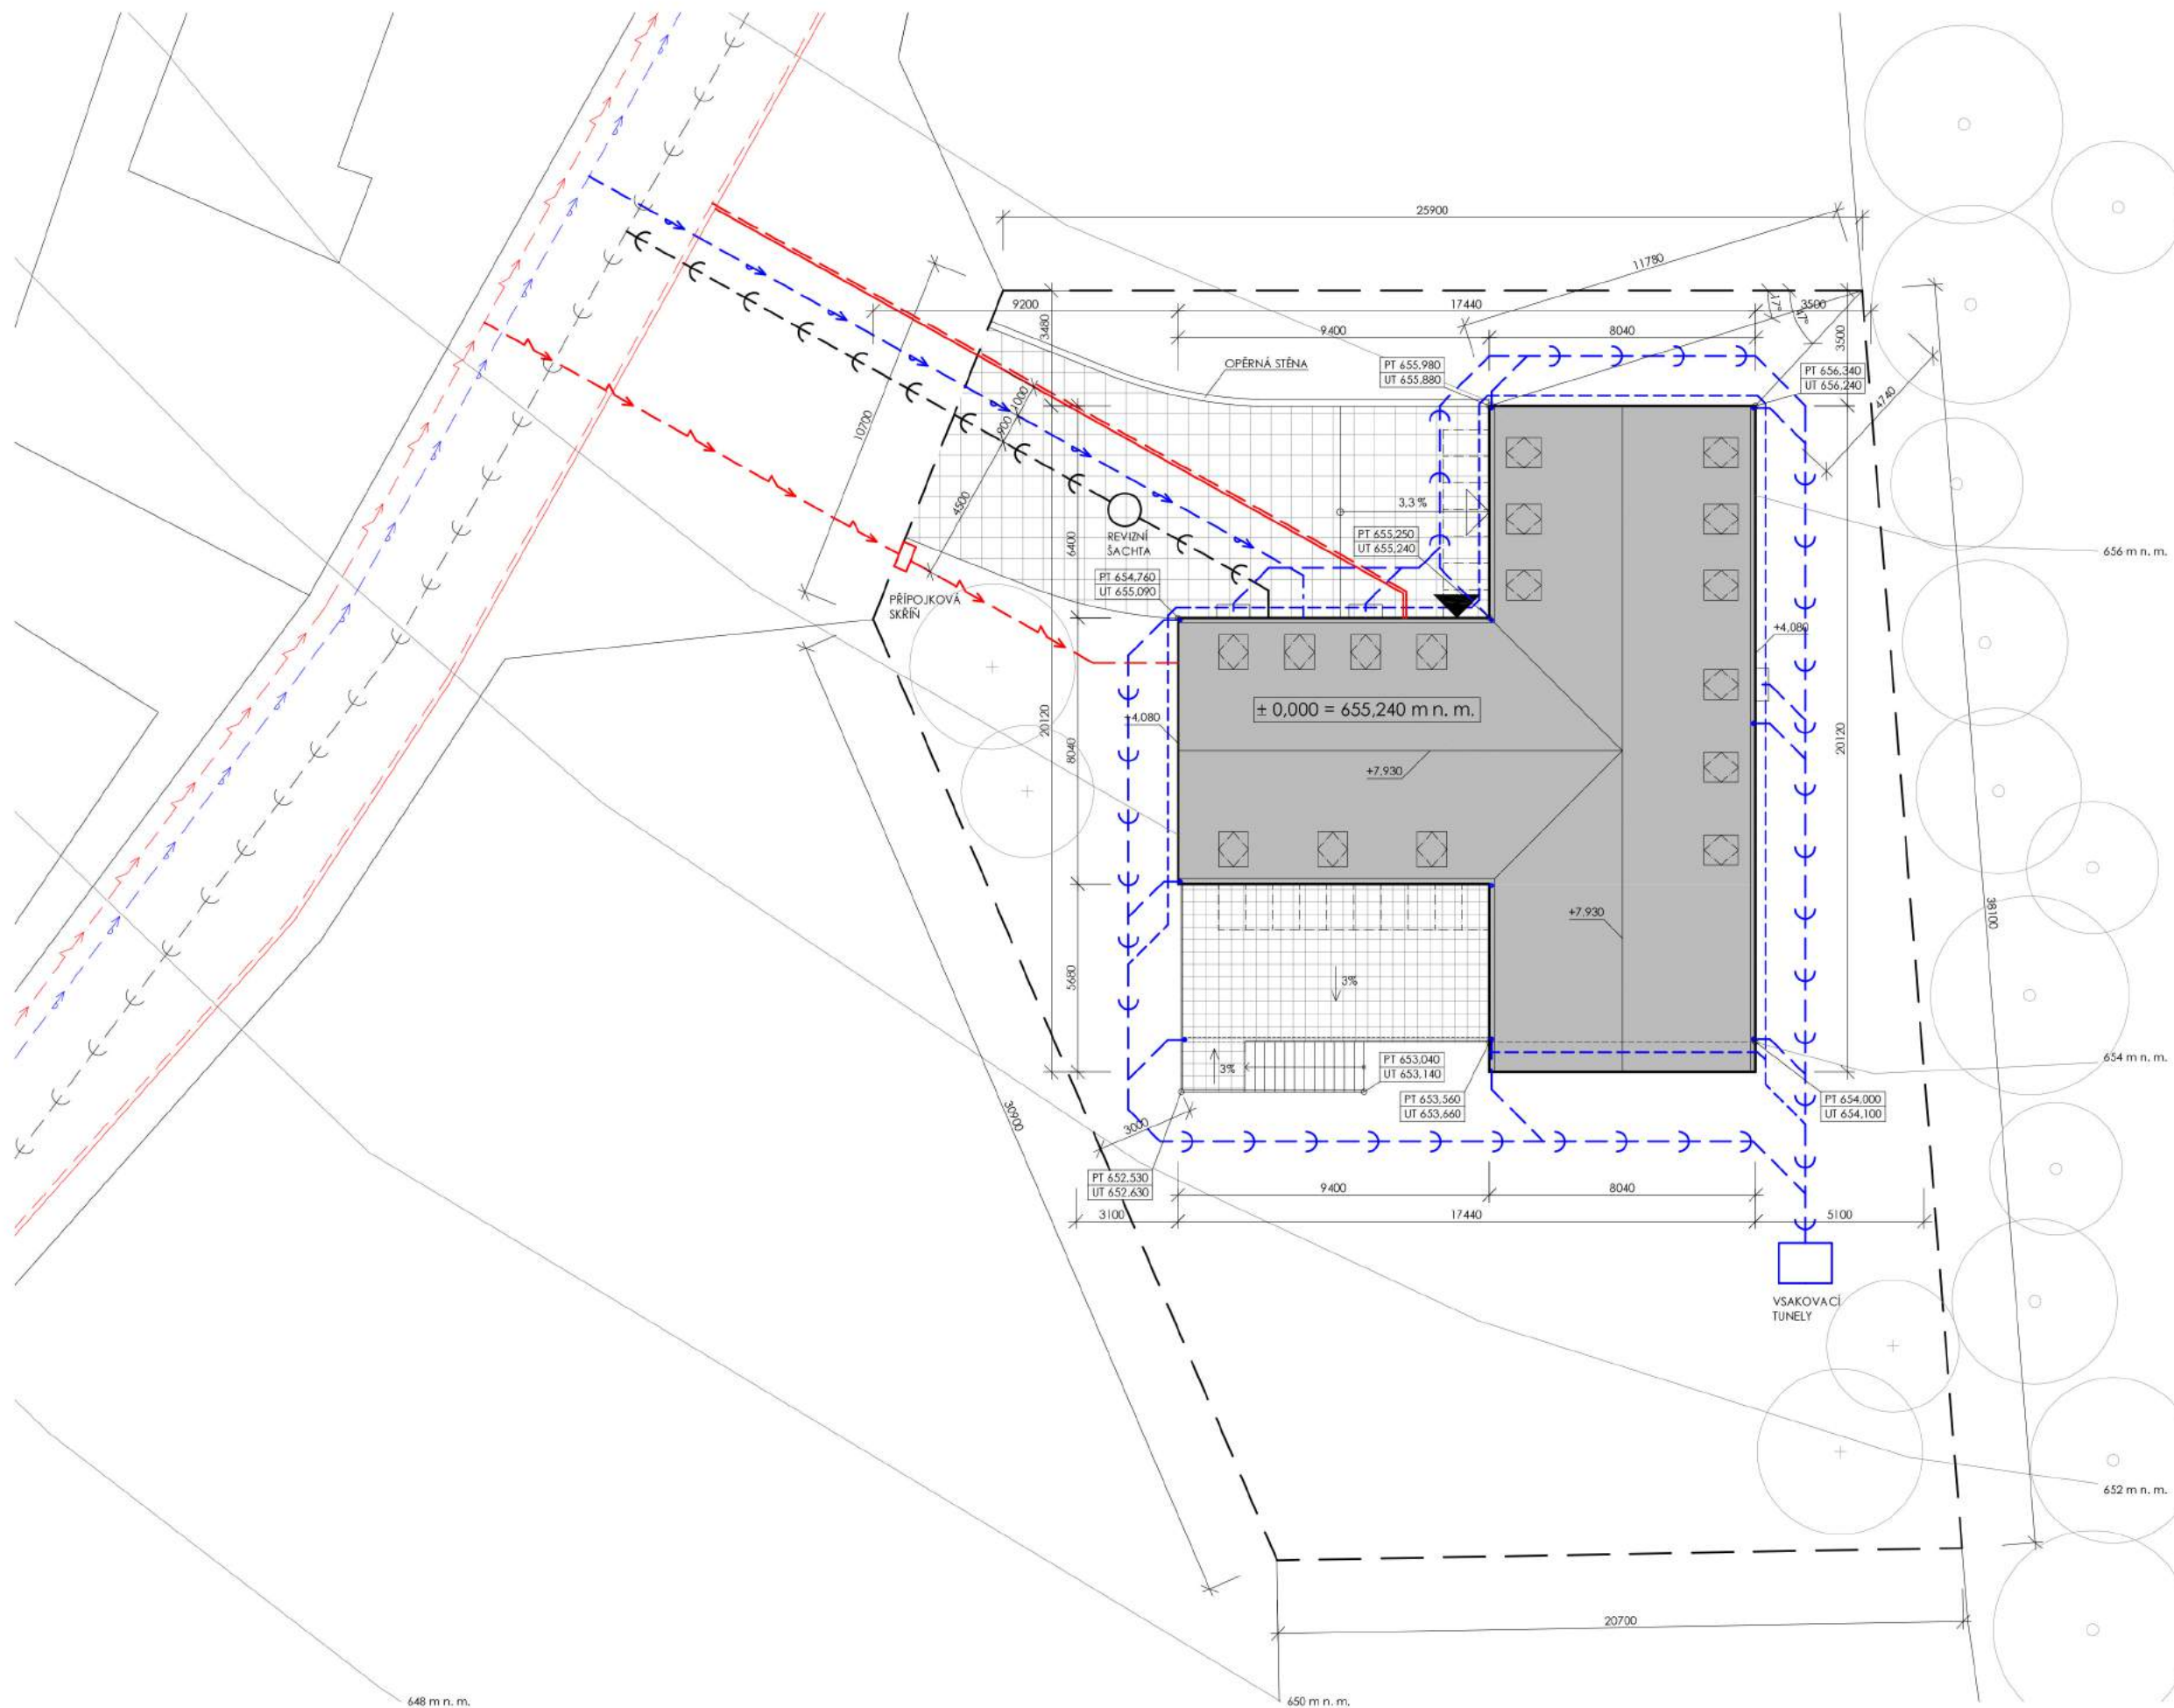 25900
11780
9200
17440
3500
17°
47°
3480
9400
8040
3500
OPĚRNÁ STĚNA
PT 655,980
UT 655,880
PT 656,340
UT 656,240
4740
10700
900
1000
4500
3,3 %
REVIZNÍ
ŠACHTA
PT 655,250
UT 655,240
6400
656 m n. m.
PT 654,760
UT 655,090
PŘÍPOJKOVÁ
SKŘÍŇ
+4,080
± 0,000 = 655,240 m n. m.
+4,080
20120
8040
20120
+7,930
+7,930
38100
5680
3%
3%
PT 653,040
UT 653,140
654 m n. m.
PT 653,560
UT 653,660
PT 654,000
UT 654,100
30900
3000
PT 652,530
UT 652,630
9400
8040
3100
17440
5100
VSAKOVACÍ
TUNELY
652 m n. m.
20700
648 m n. m.
650 m n. m.